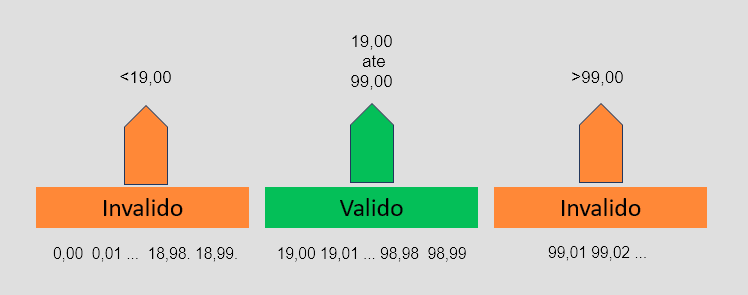 <19,00
19,00
ate
99,00
>99,00
Invalido
Valido
Invalido
0,00 0,01 ... 18,98. 18,99.
19,00 19,01 ... 98,98 98,99
99,01 99,02 ...